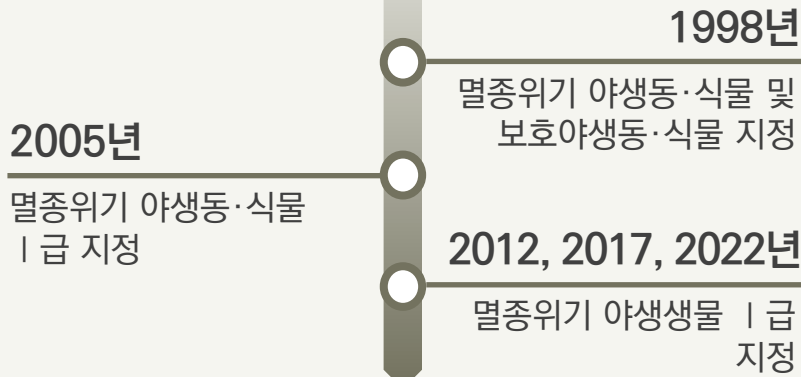 1998년
멸종위기 야생동·식물 및
보호야생동·식물 지정
2005년
멸종위기 야생동·식물
Ⅰ급 지정
2012, 2017, 2022년
멸종위기 야생생물 Ⅰ급
지정